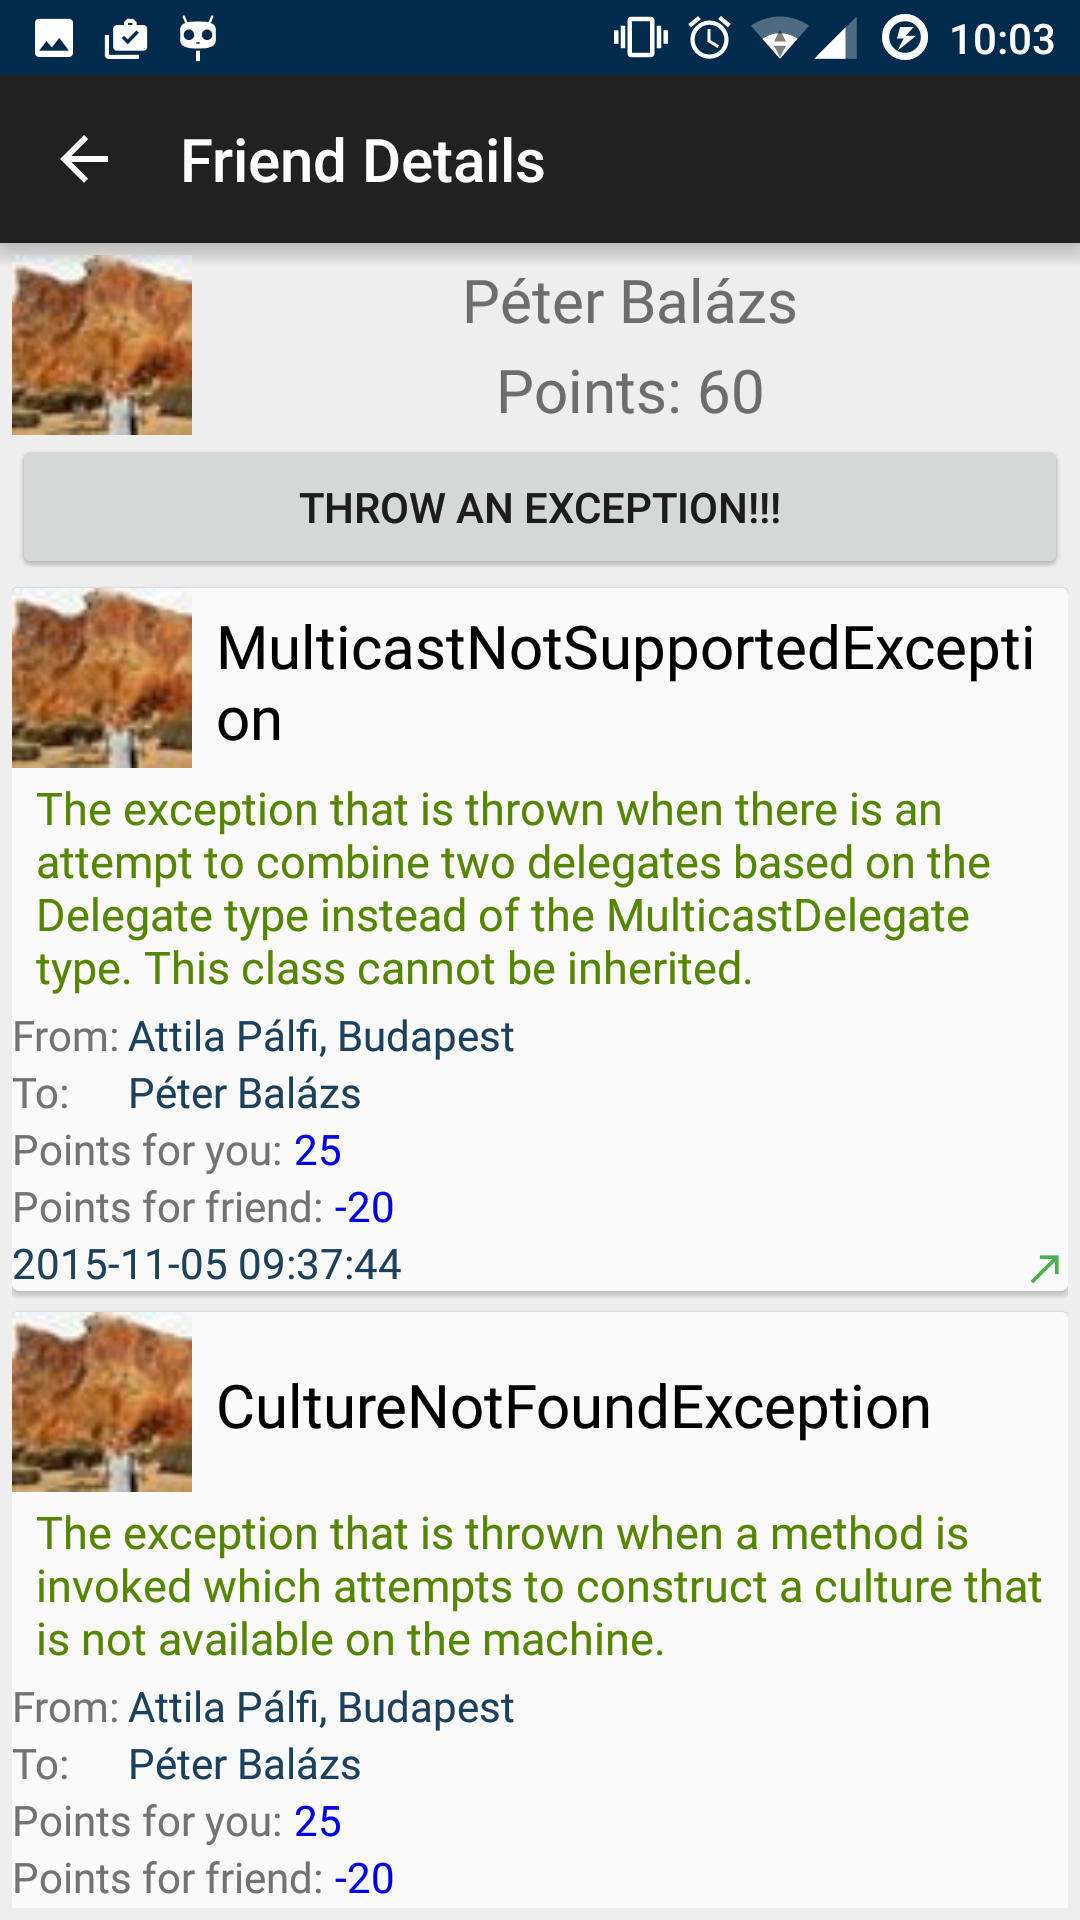 10:03
Friend Details
Péter Balázs
Points: 60
THROW AN EXCEPTION!!!
MulticastNotSupportedExcepti
on
The exception that is thrown when there is an
attempt to combine two delegates based on the
Delegate type instead of the MulticastDelegate
type. This class cannot be inherited.
From: Attila Pálfi, Budapest
To: Péter Balázs
Points for you: 25
Points for friend: -20
2015-11-05 09:37:44
CultureNotFoundException
The exception that is thrown when a method is
invoked which attempts to construct a culture that
is not available on the machine.
From: Attila Pálfi, Budapest
To: Péter Balázs
Points for you: 25
Points for friend: -20